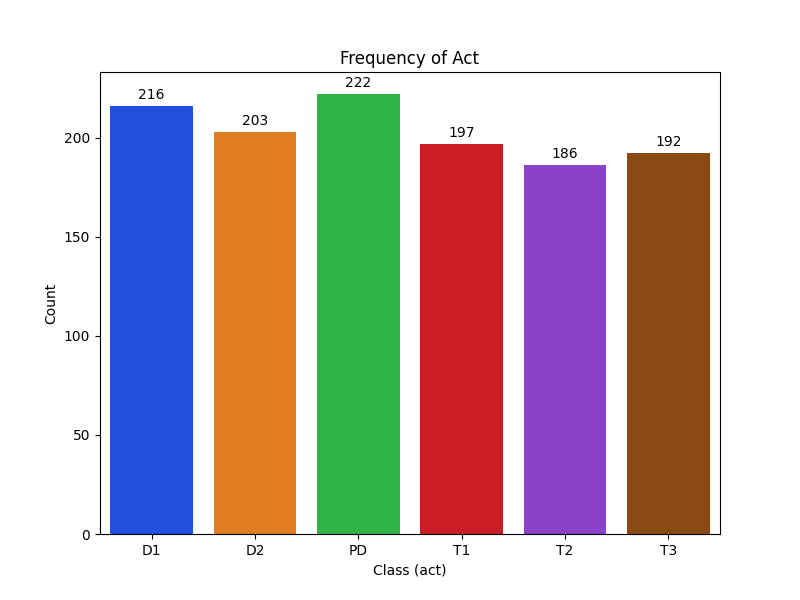 Frequency of Act
216
203
222
197
186
192
200
150
100
50
0
Count
D1 D2 PD T1 T2 T3
Class (act)